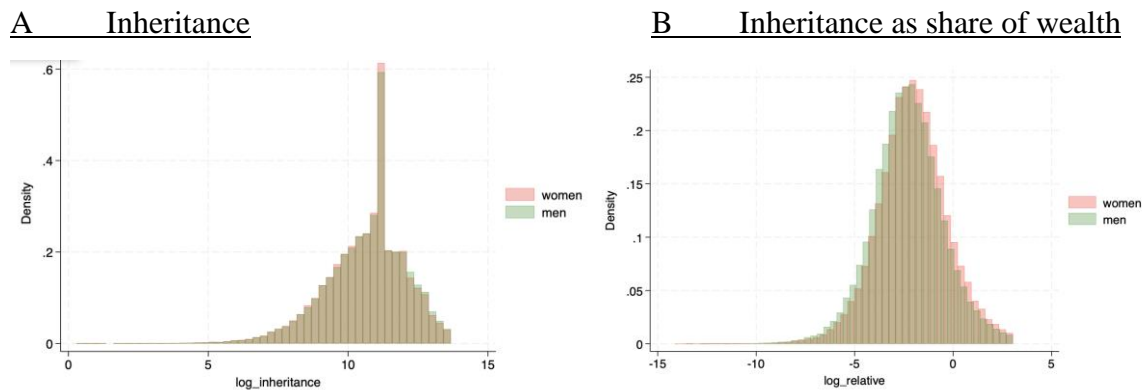 A Inheritance
.6
.4
.2
0
Density
0 5 10 15
log_inheritance
women
men
B Inheritance as share of wealth
.25
.2
.15
.1
.05
0
Density
-15 -10 -5 0 5
log_relative
women
men